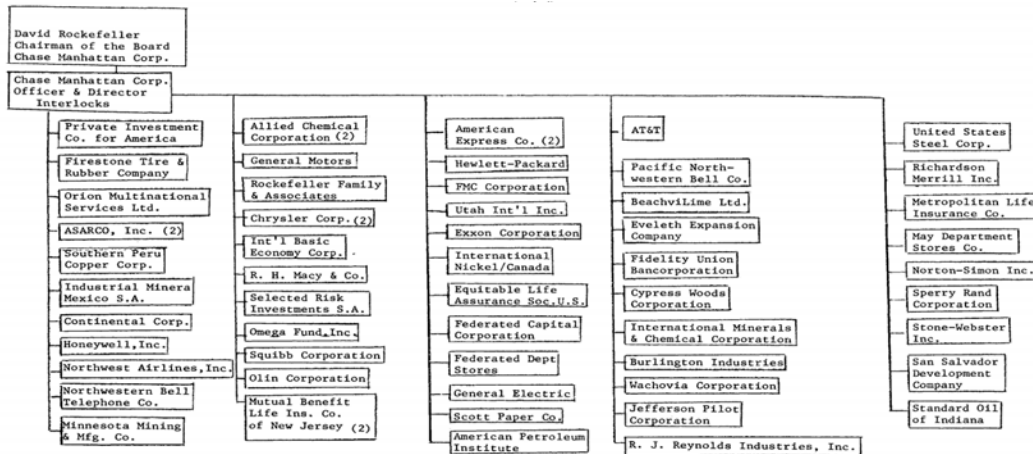 David Rockefeller
Chairman of the Board
Chase Manhattan Corp.
Chase Manhattan Corp.
Officer & Director
Interlocks
Private Investment
Co. for America
Firestone Tire &
Rubber Company
Orion Multinational
Services Ltd.
ASARCO, Inc. (2)
Southern Peru
Copper Corp.
Industrial Minera
Mexico S.A.
Continental Corp.
Honeywell,Inc.
Northwest Airlines,Inc.
Northwestern Bell
Telephone Co.
Minnesota Mining
& Mfg. Co.
Allied Chemical
Corporation (2)
General Motors
Rockefeller Family
& Associates
Chrysler Corp. (2)
Int'l Basic
Economy Corp.
R. H. Macy & Co.
Selected Risk
Investments S.A.
Omega Fund,Inc.
Squibb Corporation
Olin Corporation
Mutual Benefit
Life Ins. Co.
of New Jersey (2)
American
Express Co. (2)
Hewlett-Packard
FMC Corporation
Utah Int'l Inc.
Exxon Corporation
International
Nickel/Canada
Equitable Life
Assurance Soc.U.S.
Federated Capital
Corporation
Federated Dept
Stores
General Electric
Scott Paper Co.
American Petroleum
Institute
AT&T
Pacific North-
western Bell Co.
BeachviLime Ltd.
Eveleth Expansion
Company
Fidelity Union
Bancorporation
Cypress Woods
Corporation
International Minerals
& Chemical Corporation
Burlington Industries
Wachovia Corporation
Jefferson Pilot
Corporation
R. J. Reynolds Industries, Inc.
United States
Steel Corp.
Richardson
Merrill Inc.
Metropolitan Life
Insurance Co.
May Department
Stores Co.
Norton-Simon Inc.
Sperry Rand
Corporation
Stone-Webster
Inc.
San Salvador
Development
Company
Standard Oil
of Indiana